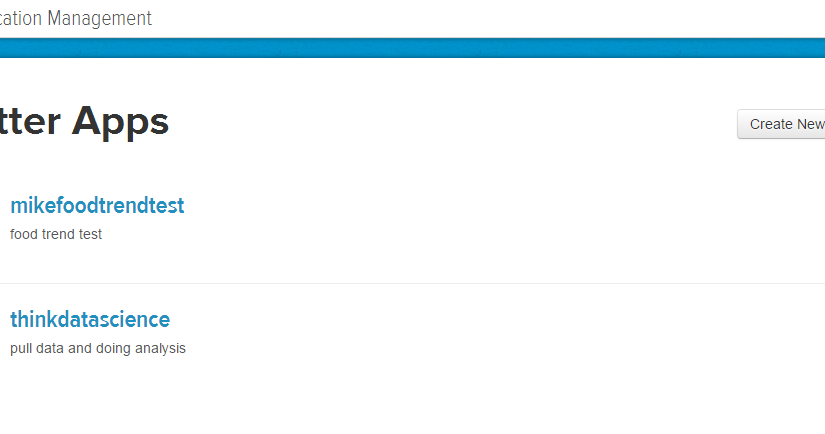 cation Management
tter Apps
Create New
mikefoodtrendtest
food trend test
thinkdatascience
pull data and doing analysis